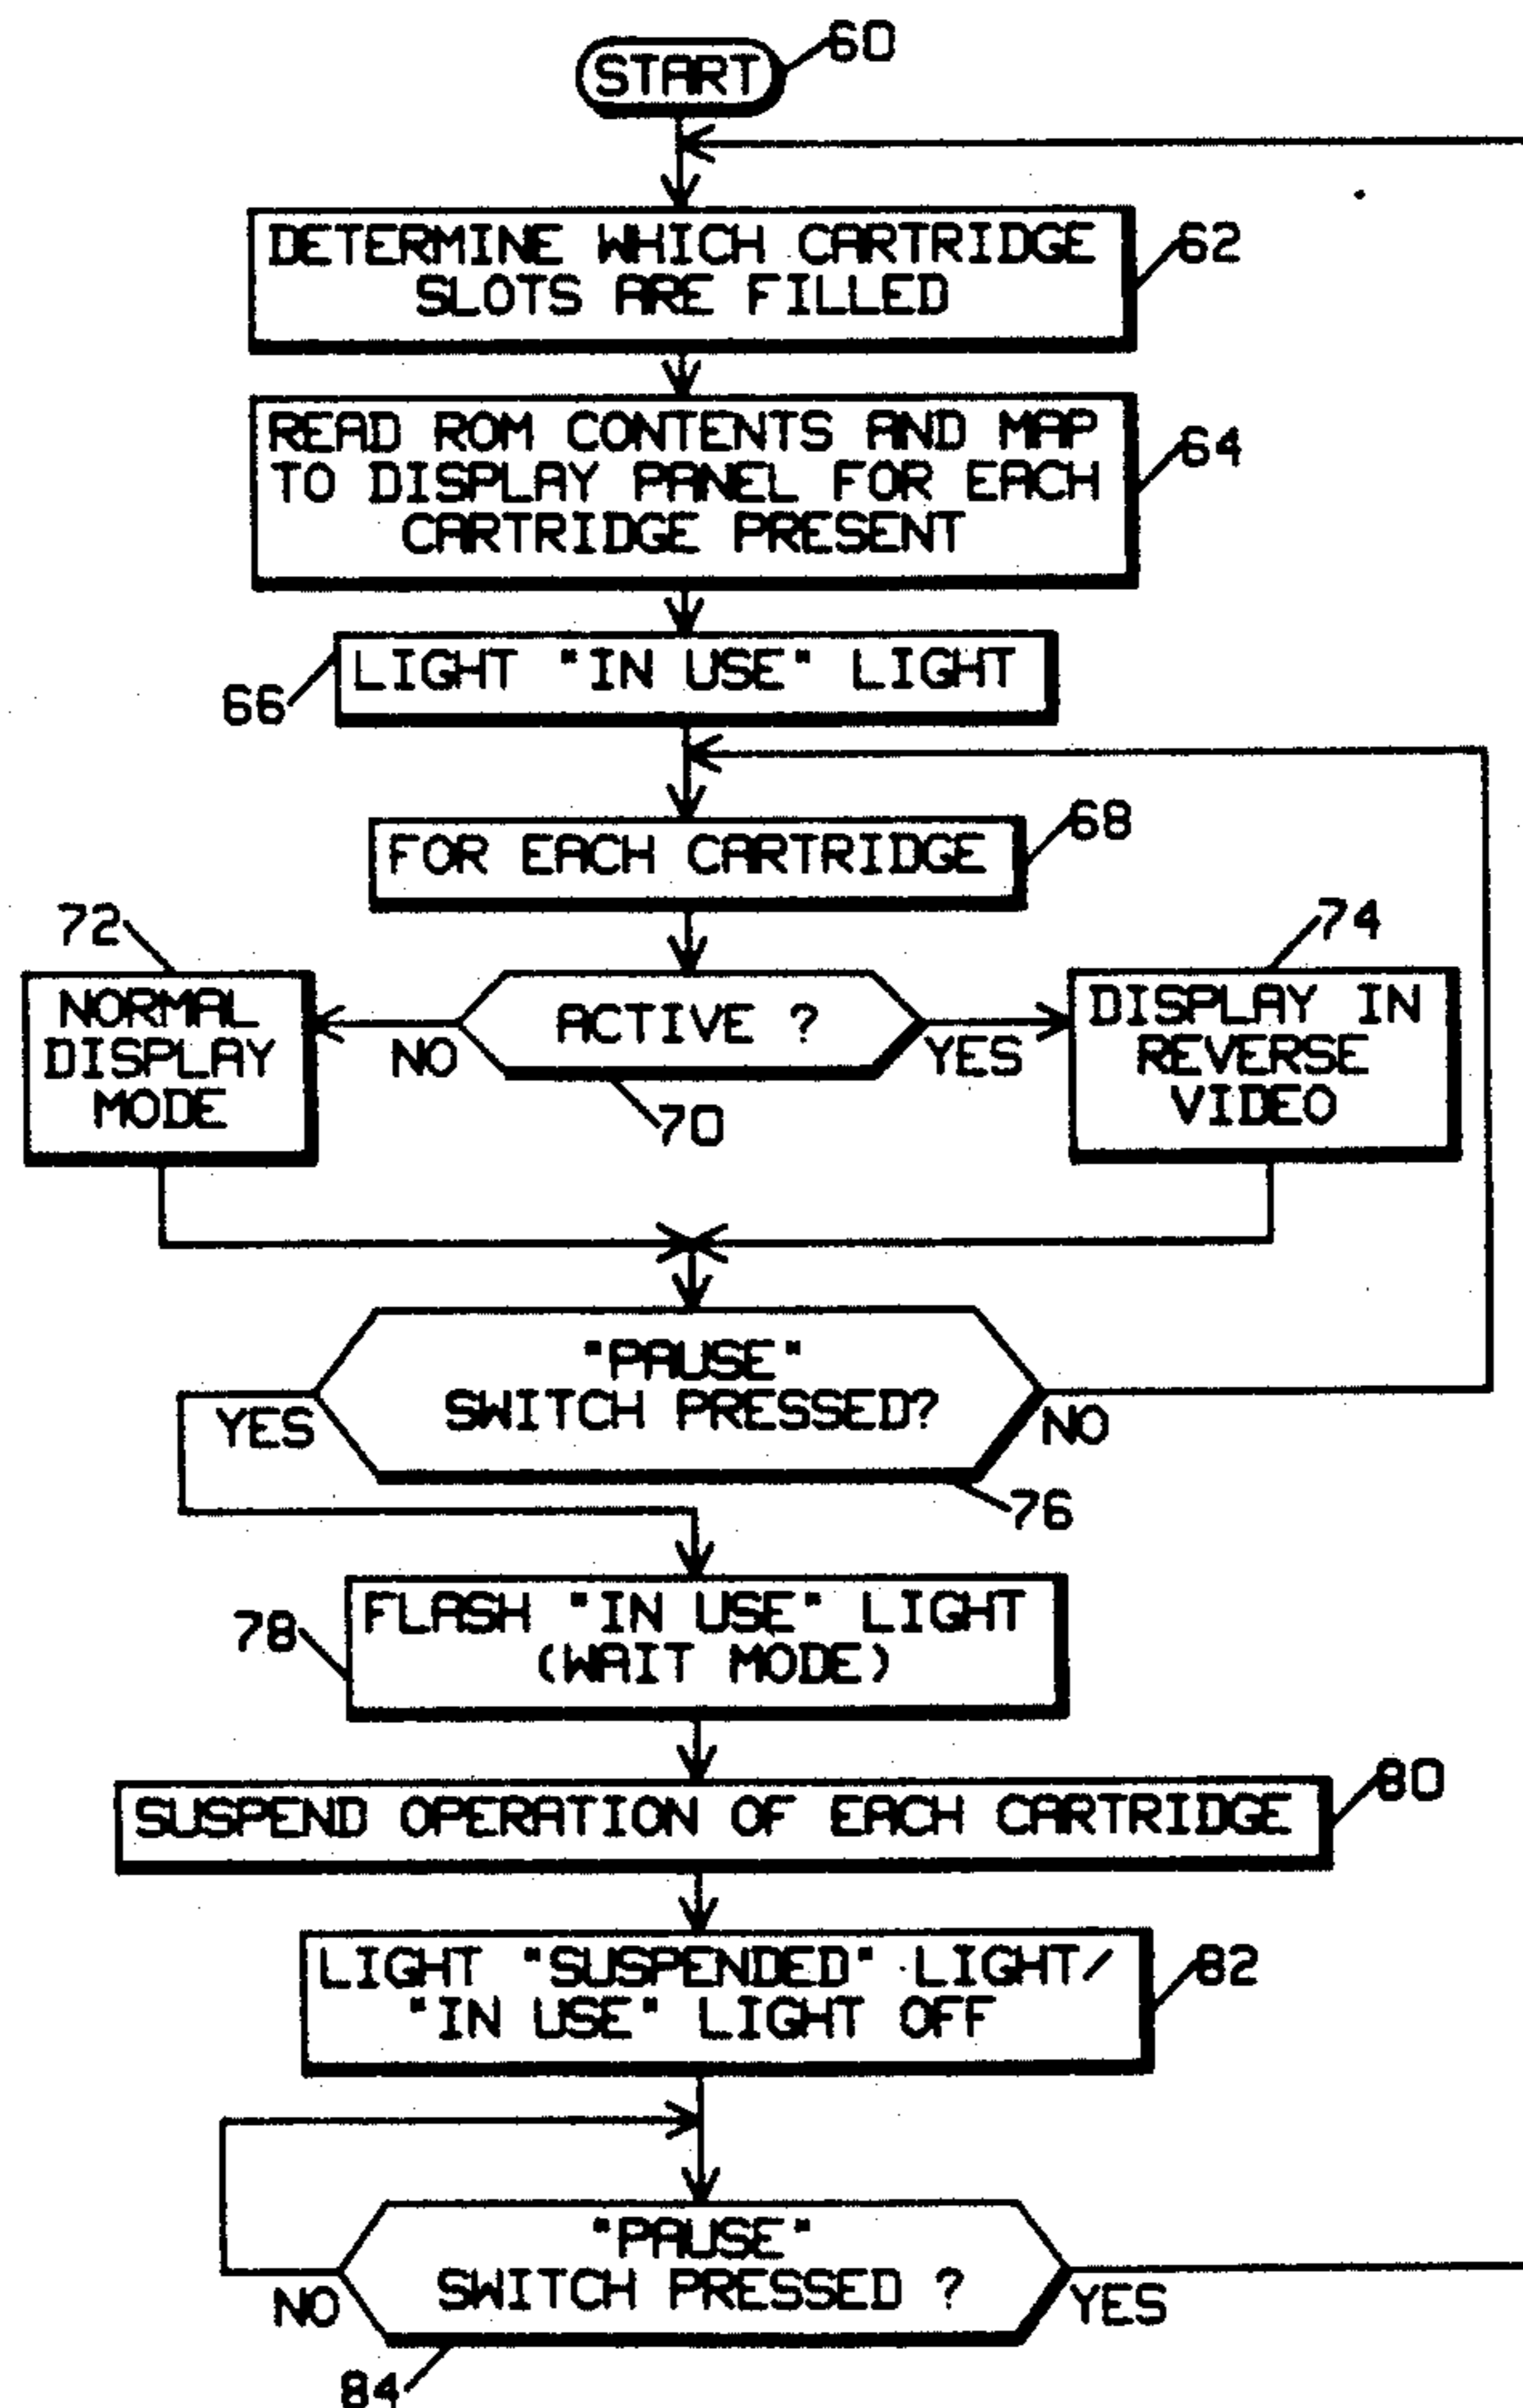 60
START
DETERMINE WHICH CARTRIDGE
SLOTS ARE FILLED
62
READ ROM CONTENTS AND MAP
TO DISPLAY PANEL FOR EACH
CARTRIDGE PRESENT
64
LIGHT "IN USE" LIGHT
66
FOR EACH CARTRIDGE
68
72
74
NORMAL
DISPLAY
MODE
NO
ACTIVE ?
YES
DISPLAY IN
REVERSE
VIDEO
70
"PAUSE"
SWITCH PRESSED?
YES
NO
76
FLASH "IN USE" LIGHT
(WAIT MODE)
78
SUSPEND OPERATION OF EACH CARTRIDGE
80
LIGHT "SUSPENDED" LIGHT/
"IN USE" LIGHT OFF
82
"PAUSE"
SWITCH PRESSED ?
NO
YES
84